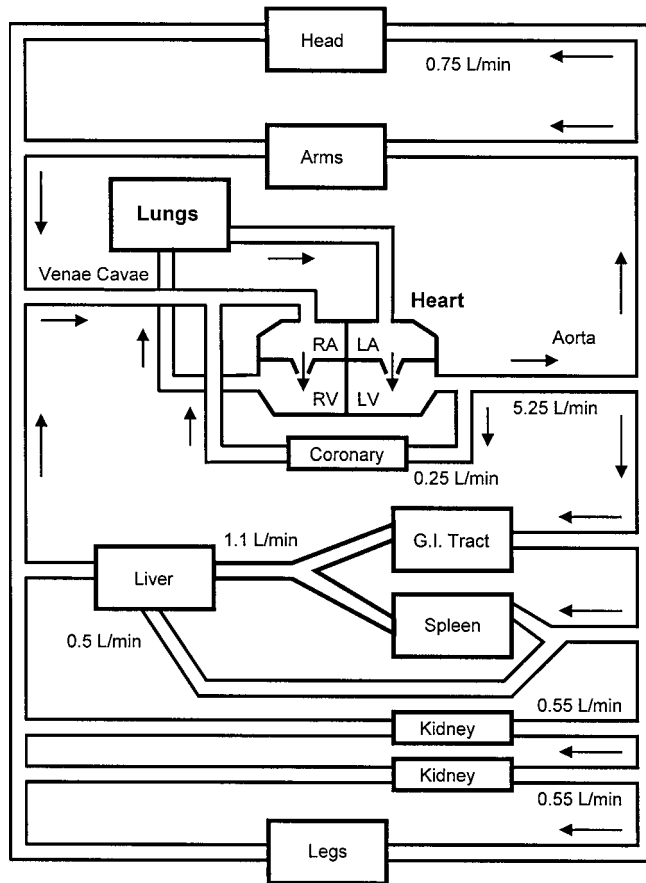 Head
0.75 L/min
Arms
Lungs
Venae Cavae
Heart
RA
LA
Aorta
RV
LV
5.25 L/min
Coronary
0.25 L/min
1.1 L/min
G.I. Tract
Liver
Spleen
0.5 L/min
0.55 L/min
Kidney
Kidney
0.55 L/min
Legs